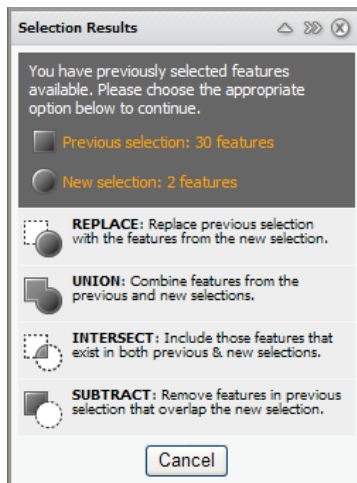 Selection Results
You have previously selected features
available. Please choose the appropriate
option below to continue.
Previous selection: 30 features
New selection: 2 features
REPLACE: Replace previous selection
with the features from the new selection.
UNION: Combine features from the
previous and new selections.
INTERSECT: Include those features that
exist in both previous & new selections.
SUBTRACT: Remove features in previous
selection that overlap the new selection.
Cancel